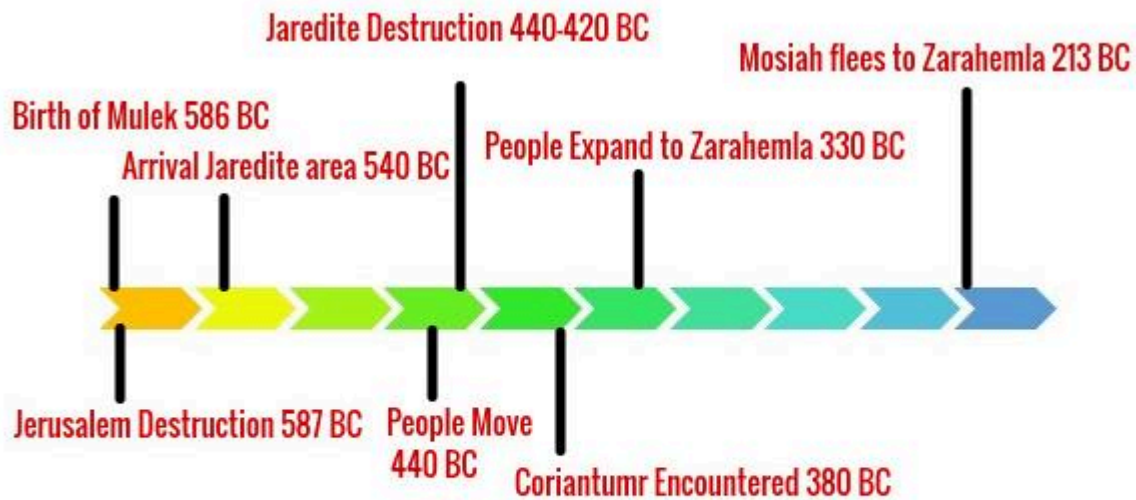 Jaredite Destruction 440-420 BC
Mosiah flees to Zarahemla 213 BC
Birth of Mulek 586 BC
People Expand to Zarahemla 330 BC
Arrival Jaredite area 540 BC
Jerusalem Destruction 587 BC
People Move
440 BC
Coriantumr Encountered 380 BC